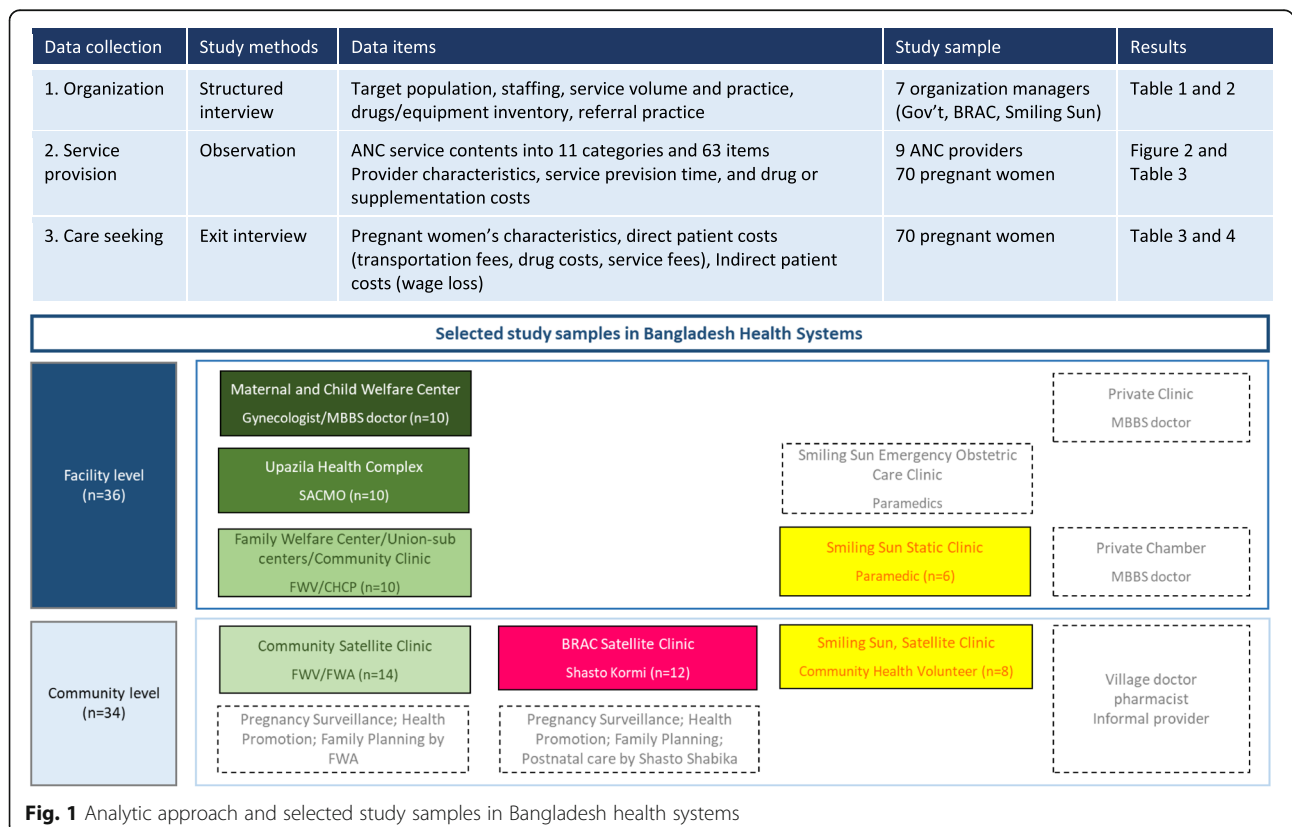 Data collection
Study methods
Data items
Study sample
Results
1. Organization
Structured
interview
Target population, staffing, service volume and practice,
drugs/equipment inventory, referral practice
7 organization managers
(Gov't, BRAC, Smiling Sun)
Table 1 and 2
2. Service
provision
Observation
ANC service contents into 11 categories and 63 items
Provider characteristics, service prevision time, and drug or
supplementation costs
9 ANC providers
70 pregnant women
Figure 2 and
Table 3
3. Care seeking
Exit interview
Pregnant women's characteristics, direct patient costs
(transportation fees, drug costs, service fees), Indirect patient
costs (wage loss)
70 pregnant women
Table 3 and 4
Selected study samples in Bangladesh Health Systems
Facility level
(n=36)
Maternal and Child Welfare Center
Gynecologist/MBBS doctor (n=10)
Private Clinic
MBBS doctor
Upazila Health Complex
SACMO (n=10)
Smiling Sun Emergency Obstetric
Care Clinic
Paramedics
Family Welfare Center/Union-sub
centers/Community Clinic
FWV/CHCP (n=10)
Smiling Sun Static Clinic
Paramedic (n=6)
Private Chamber
MBBS doctor
Community level
(n=34)
Community Satellite Clinic
FWV/FWA (n=14)
BRAC Satellite Clinic
Shasto Kormi (n=12)
Smiling Sun, Satellite Clinic
Community Health Volunteer (n=8)
Village doctor
pharmacist
Informal provider
Pregnancy Surveillance; Health
Promotion; Family Planning by
FWA
Pregnancy Surveillance; Health
Promotion; Family Planning;
Postnatal care by Shasto Shabika
Fig. 1 Analytic approach and selected study samples in Bangladesh health systems